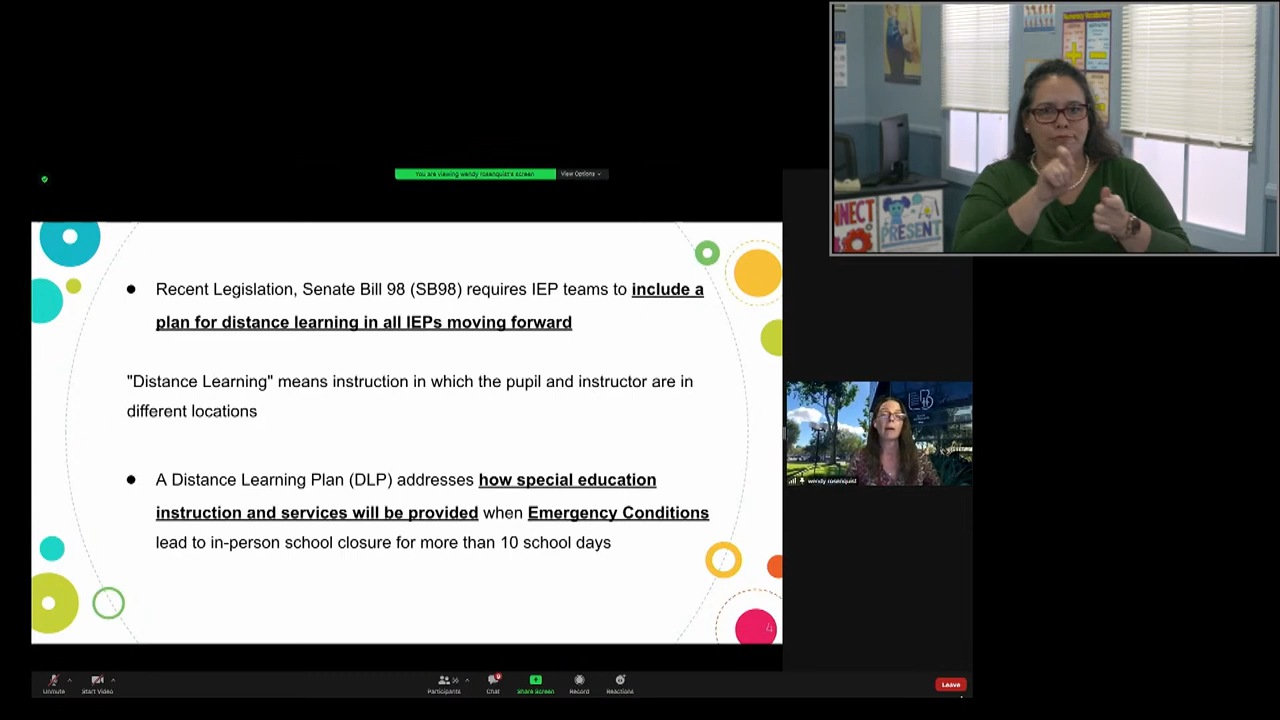 Numeracy Vocabulary
NNECT
PRESENT
You are viewing wendy rosenquist's screen
View Options
Recent Legislation, Senate Bill 98 (SB98) requires IEP teams to include a
plan for distance learning in all IEPs moving forward
"Distance Learning" means instruction in which the pupil and instructor are in
different locations
A Distance Learning Plan (DLP) addresses how special education
instruction and services will be provided when Emergency Conditions
lead to in-person school closure for more than 10 school days
4
wendy rosenquist
Unmute
Start Video
Participants
Chat
Share Screen
Record
Reactions
Leave